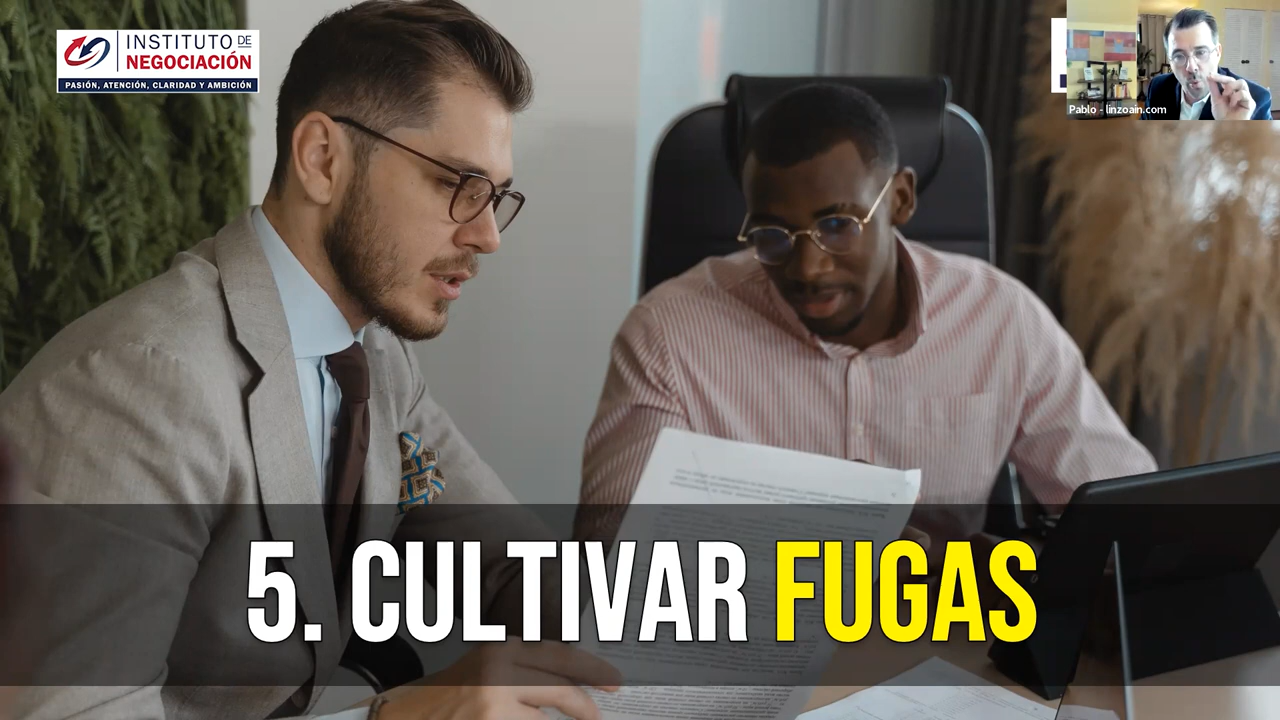 INSTITUTO DE
NEGOCIACIÓN
PASIÓN, ATENCIÓN, CLARIDAD Y AMBICIÓN
Pablo - linzoain.com
5. CULTIVAR FUGAS